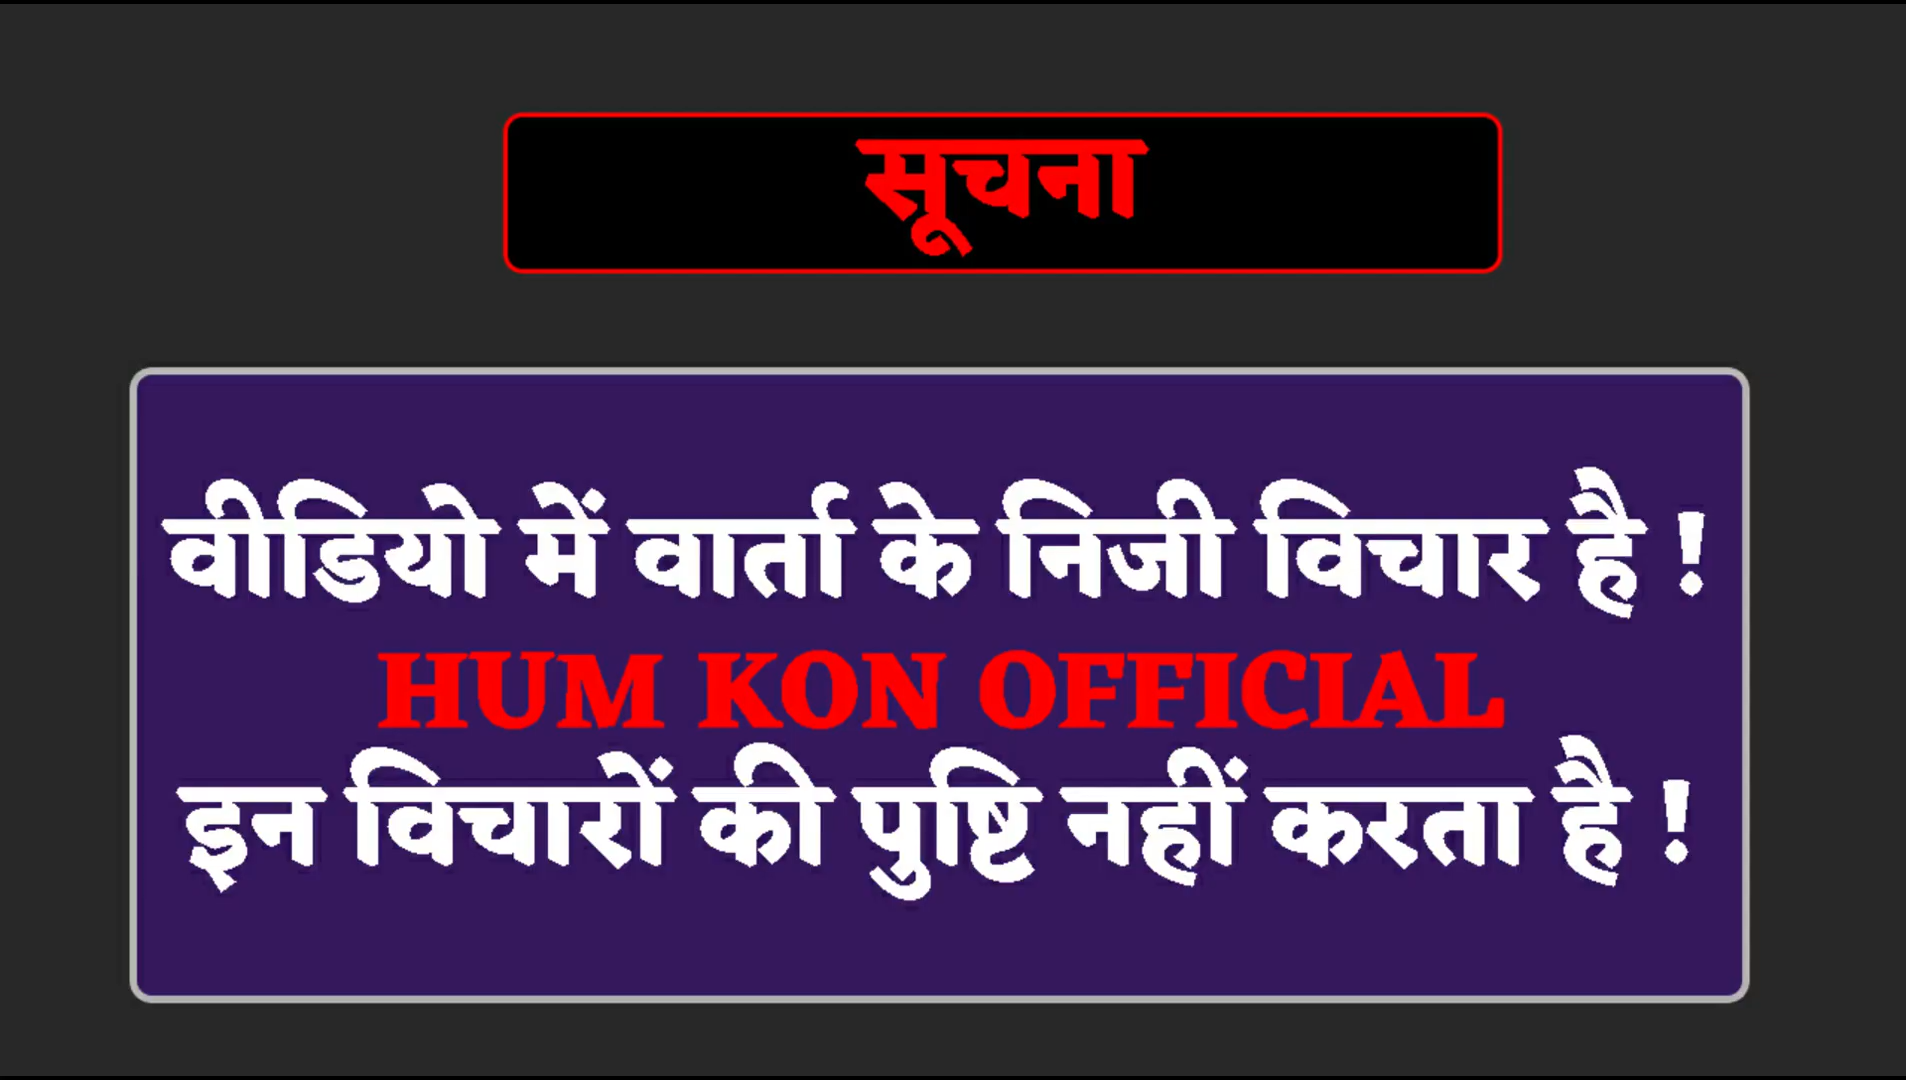 सूचना
वीडियो में वार्ता के निजी विचार है !
HUM KON OFFICIAL
इन विचारों की पुष्टि नहीं करता है !